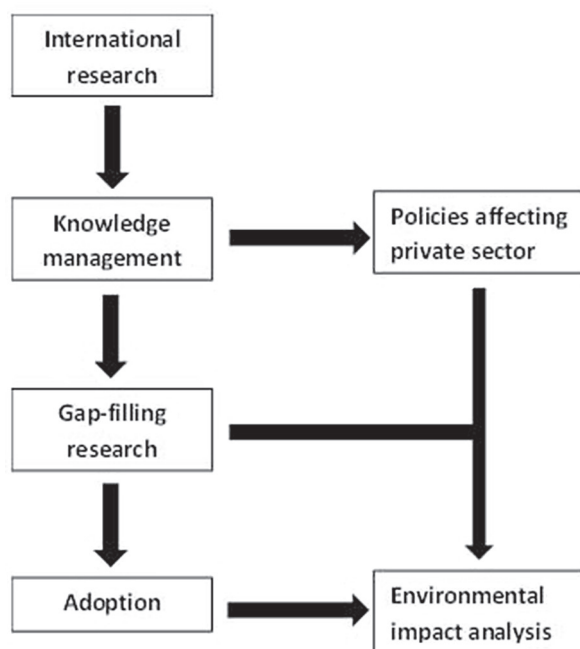 International
research
Knowledge
management
Policies affecting
private sector
Gap-filling
research
Adoption
Environmental
impact analysis